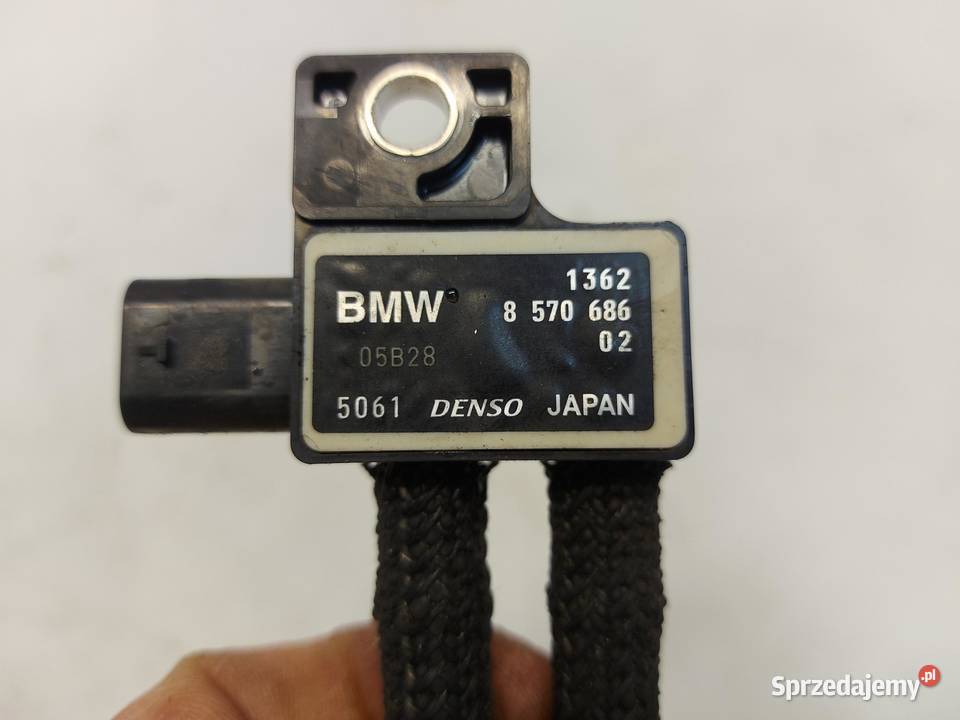 1362
BMW 8 570 686
02
05B28
5061 DENSO JAPAN
Sprzedajemy.pl